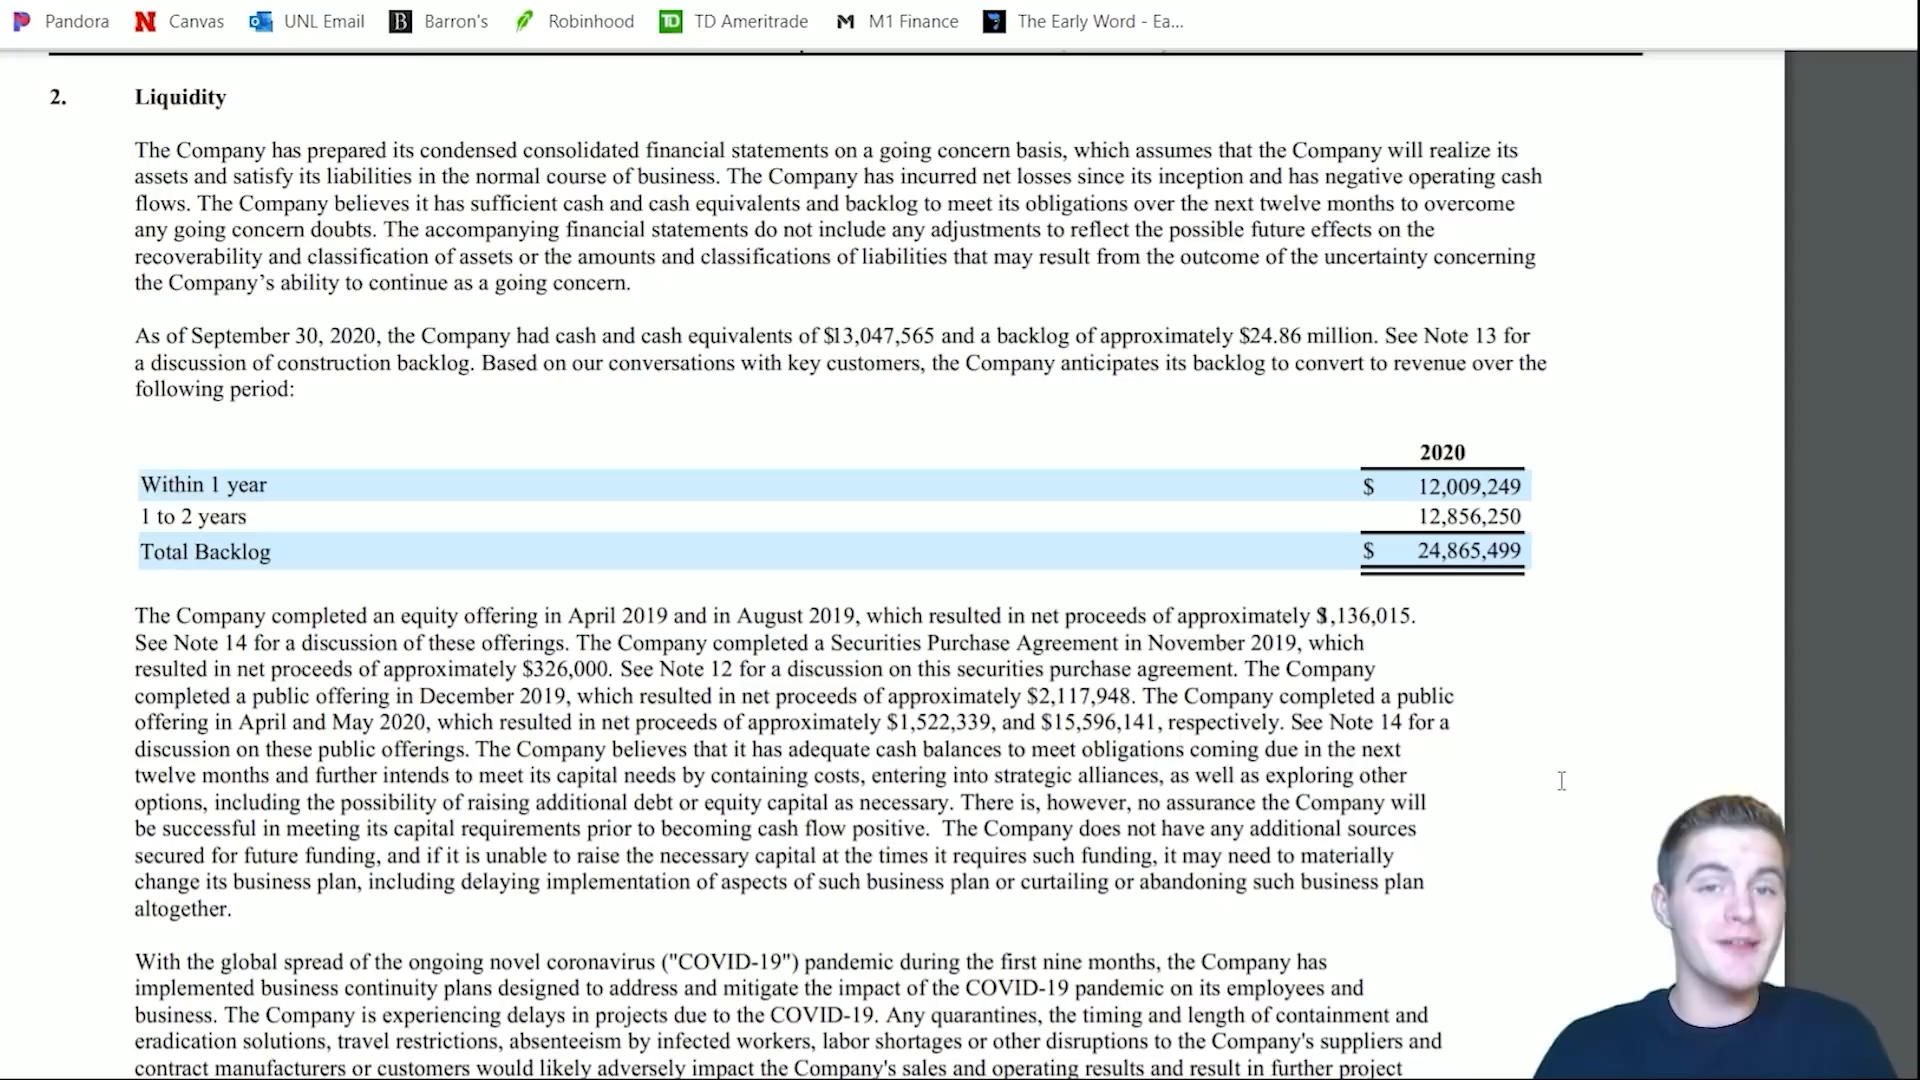 Pandora Canvas UNL Email Barron's Robinhood TD Ameritrade M1 Finance The Early Word - Ea...
2. Liquidity
The Company has prepared its condensed consolidated financial statements on a going concern basis, which assumes that the Company will realize its
assets and satisfy its liabilities in the normal course of business. The Company has incurred net losses since its inception and has negative operating cash
flows. The Company believes it has sufficient cash and cash equivalents and backlog to meet its obligations over the next twelve months to overcome
any going concern doubts. The accompanying financial statements do not include any adjustments to reflect the possible future effects on the
recoverability and classification of assets or the amounts and classifications of liabilities that may result from the outcome of the uncertainty concerning
the Company’s ability to continue as a going concern.
As of September 30, 2020, the Company had cash and cash equivalents of $13,047,565 and a backlog of approximately $24.86 million. See Note 13 for
a discussion of construction backlog. Based on our conversations with key customers, the Company anticipates its backlog to convert to revenue over the
following period:
2020
Within 1 year $ 12,009,249
1 to 2 years 12,856,250
Total Backlog $ 24,865,499
The Company completed an equity offering in April 2019 and in August 2019, which resulted in net proceeds of approximately
See Note 14 for a discussion of these offerings. The Company completed a Securities Purchase Agreement in November 2019, which
resulted in net proceeds of approximately $326,000. See Note 12 for a discussion on this securities purchase agreement. The Company
completed a public offering in December 2019, which resulted in net proceeds of approximately $2,117,948. The Company completed a public
offering in April and May 2020, which resulted in net proceeds of approximately $1,522,339, and $15,596,141, respectively. See Note 14 for a
discussion on these public offerings. The Company believes that it has adequate cash balances to meet obligations coming due in the next
twelve months and further intends to meet its capital needs by containing costs, entering into strategic alliances, as well as exploring other
options, including the possibility of raising additional debt or equity capital as necessary. There is, however, no assurance the Company will
be successful in meeting its capital requirements prior to becoming cash flow positive. The Company does not have any additional sources
secured for future funding, and if it is unable to raise the necessary capital at the times it requires such funding, it may need to materially
change its business plan, including delaying implementation of aspects of such business plan or curtailing or abandoning such business plan
altogether.
With the global spread of the ongoing novel coronavirus ("COVID-19") pandemic during the first nine months, the Company has
implemented business continuity plans designed to address and mitigate the impact of the COVID-19 pandemic on its employees and
business. The Company is experiencing delays in projects due to the COVID-19. Any quarantines, the timing and length of containment and
eradication solutions, travel restrictions, absenteeism by infected workers, labor shortages or other disruptions to the Company's suppliers and
contract manufacturers or customers would likely adversely impact the Company's sales and operating results and result in further project